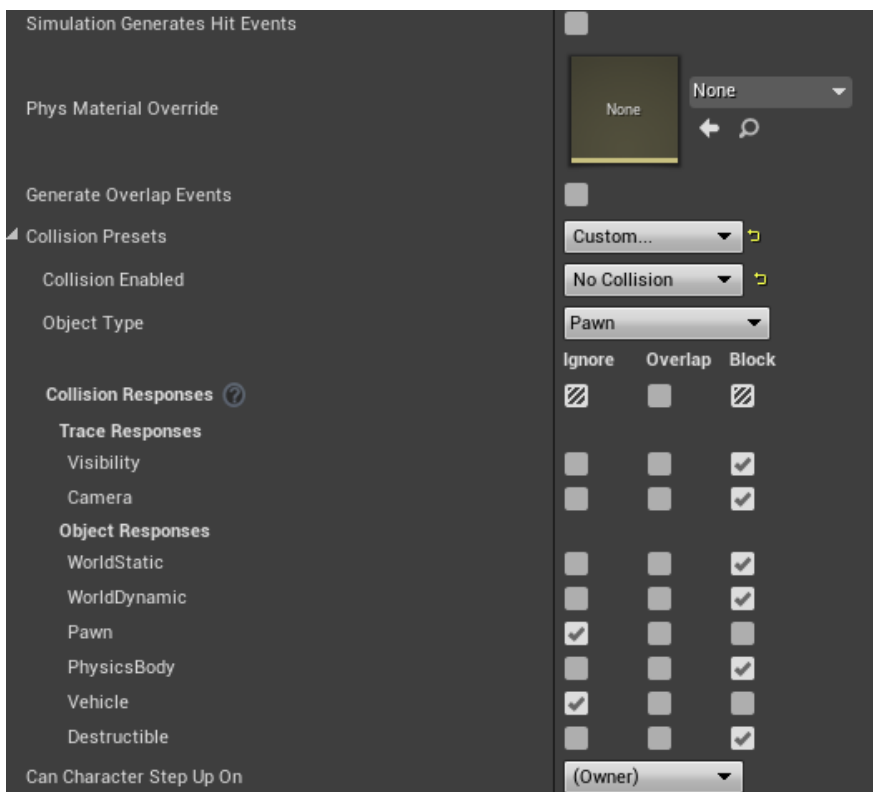 Simulation Generates Hit Events
Phys Material Override None None
Generate Overlap Events
Collision Presets Custom...
Collision Enabled No Collision
Object Type Pawn
Ignore Overlap Block
Collision Responses ?
Trace Responses
Visibility
Camera
Object Responses
WorldStatic
WorldDynamic
Pawn
PhysicsBody
Vehicle
Destructible
Can Character Step Up On (Owner)